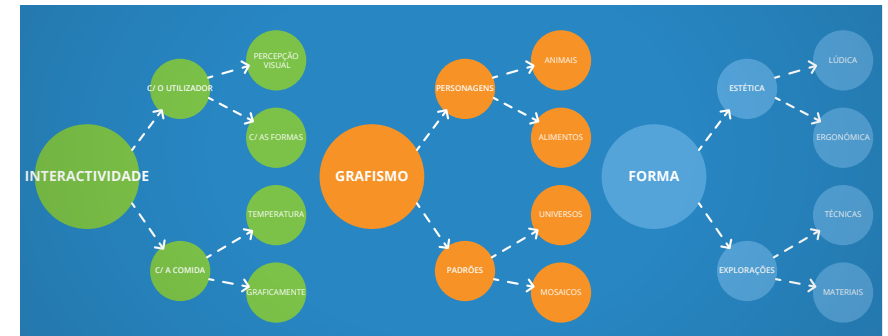 INTERACTIVIDADE
C/ O UTILIZADOR
PERCEPÇÃO
VISUAL
C/ AS FORMAS
C/ A COMIDA
TEMPERATURA
GRAFICAMENTE
GRAFISMO
PERSONAGENS
ANIMAIS
ALIMENTOS
PADRÕES
UNIVERSOS
MOSAICOS
FORMA
ESTÉTICA
LÚDICA
ERGONÓMICA
EXPLORAÇÕES
TÉCNICAS
MATERIAIS